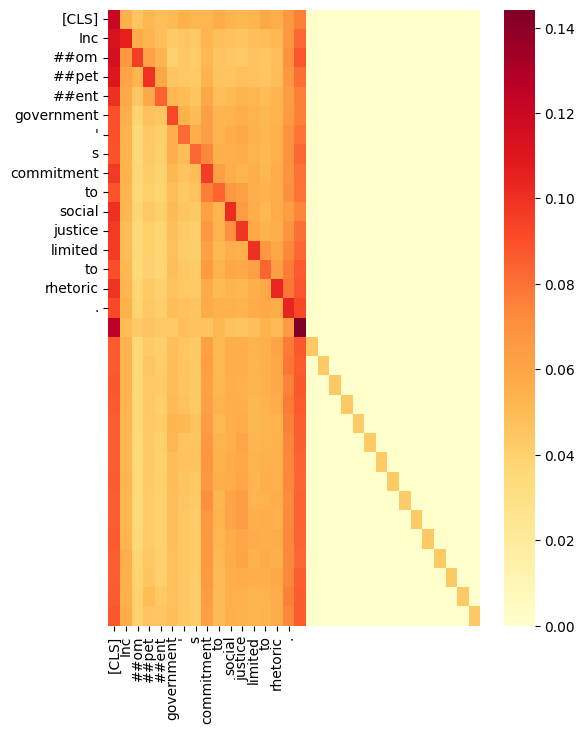 [CLS]
Inc
##om
##pet
##ent
government
'
s
commitment
to
social
justice
limited
to
rhetoric
.
0.14
0.12
0.10
0.08
0.06
0.04
0.02
0.00
[CLS]
Inc
##om
##pet
##ent
government
'
s
commitment
to
social
justice
limited
to
rhetoric
.